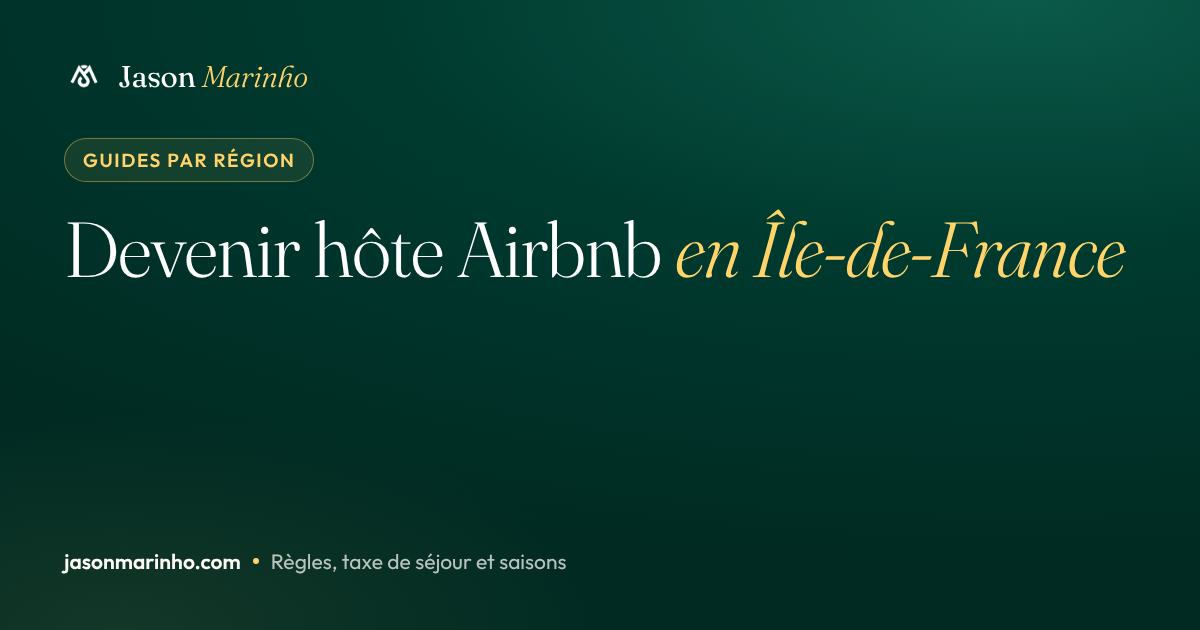 Jason Marinho
GUIDES PAR RÉGION
Devenir hôte Airbnb en Île-de-France
jasonmarinho.com • Règles, taxe de séjour et saisons